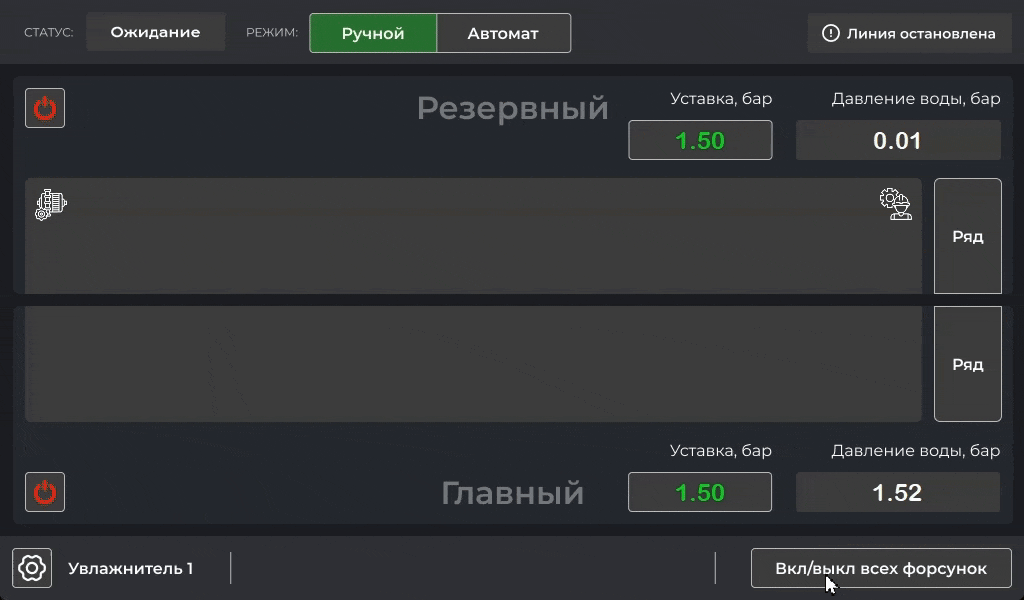 СТАТУС: Ожидание РЕЖИМ: Ручной Автомат Линия остановлена
Резервный Уставка, бар Давление воды, бар
1.50 0.01
Ряд
Ряд
Уставка, бар Давление воды, бар
Главный 1.50 1.52
Увлажнитель 1 Вкл/выкл всех форсунок